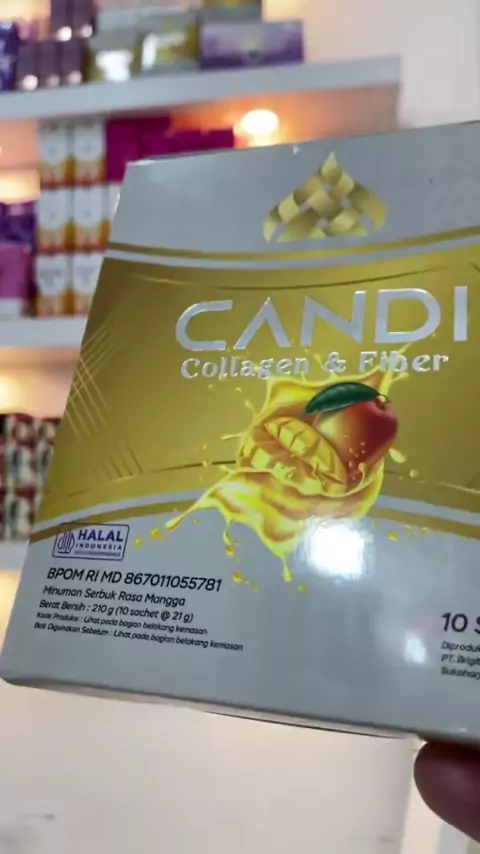 CANDI
Collagen & Fiber
HALAL
INDONESIA
BPOM RI MD 867011055781
Minuman Serbuk Rasa Mangga
Berat Bersih : 210 g (10 sachet @ 21 g)
Kode Produksi : Lihat pada bagian belakang kemasan
Baik Digunakan Sebelum : Lihat pada bagian belakang kemasan
10
PT.